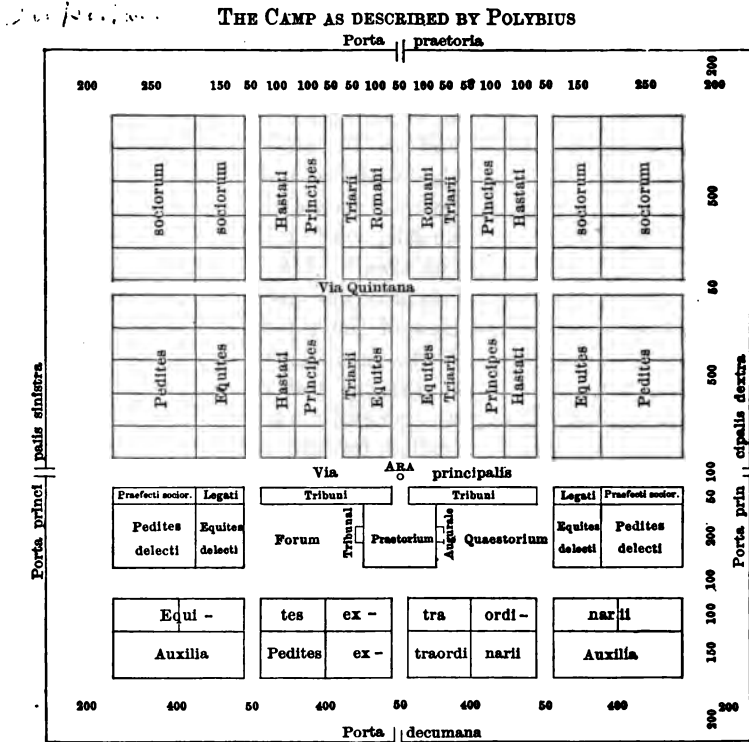 THE CAMP AS DESCRIBED BY POLYBIUS
Porta praetoria
200
200 250 150 50 100 100 50 50 100 50 100 50 50 100 100 50 150 250 200
sociorum sociorum Hastati Principes Triarii Romani Romani Triarii Principes Hastati sociorum sociorum
500
Via Quintana
50
Pedites Equites Hastati Principes Triarii Equites Equites Triarii Principes Hastati Equites Pedites
500
Porta princi palis sinistra
Porta prin cipalis dextra
Via ARA principalis
100
Praefecti socior. Legati Tribuni Tribuni Legati Praefecti socior.
50
Pedites delecti
Equites delecti
Forum
Tribunal
Praetorium
Augurale
Quaestorium
Equites delecti
Pedites delecti
200
100
Equi - tes ex - tra ordi - narii
100
Auxilia Pedites ex - traordi narii Auxilia
150
200 400 50 400 50 400 50 400 200
200
Porta decumana